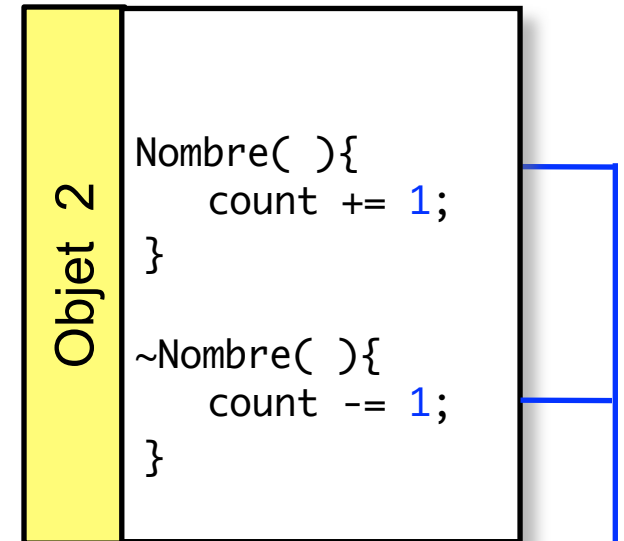 Objet 2
Nombre( ){
count += 1;
}
~Nombre( ){
count -= 1;
}